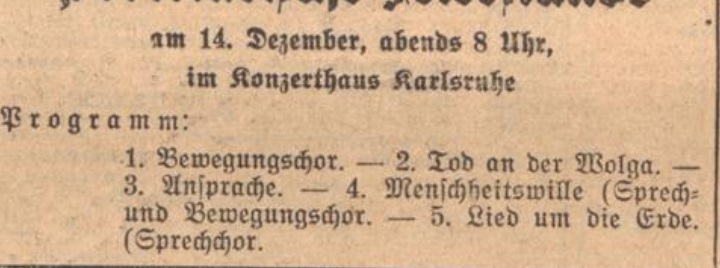 am 14. Dezember, abends 8 Uhr,
im Konzerthaus Karlsruhe
Programm:
1. Bewegungschor. — 2. Tod an der Wolga. —
3. Ansprache. — 4. Menschheitswille (Sprech-
und Bewegungschor. — 5. Lied um die Erde.
(Sprechchor.